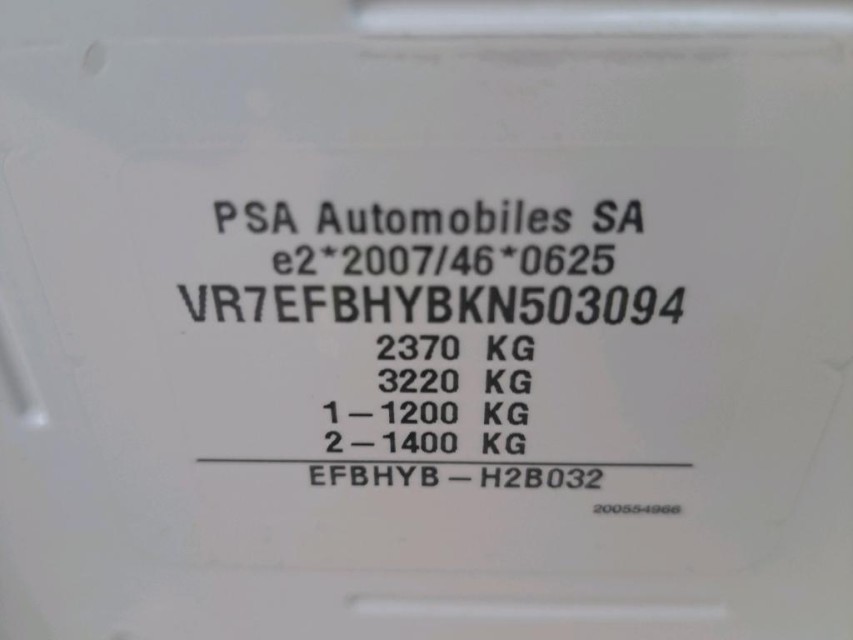 PSA Automobiles SA
e2*2007/46*0625
VR7EFBHYBKN503094
2370 KG
3220 KG
1-1200 KG
2-1400 KG
EFBHYB-H2B032
200554966